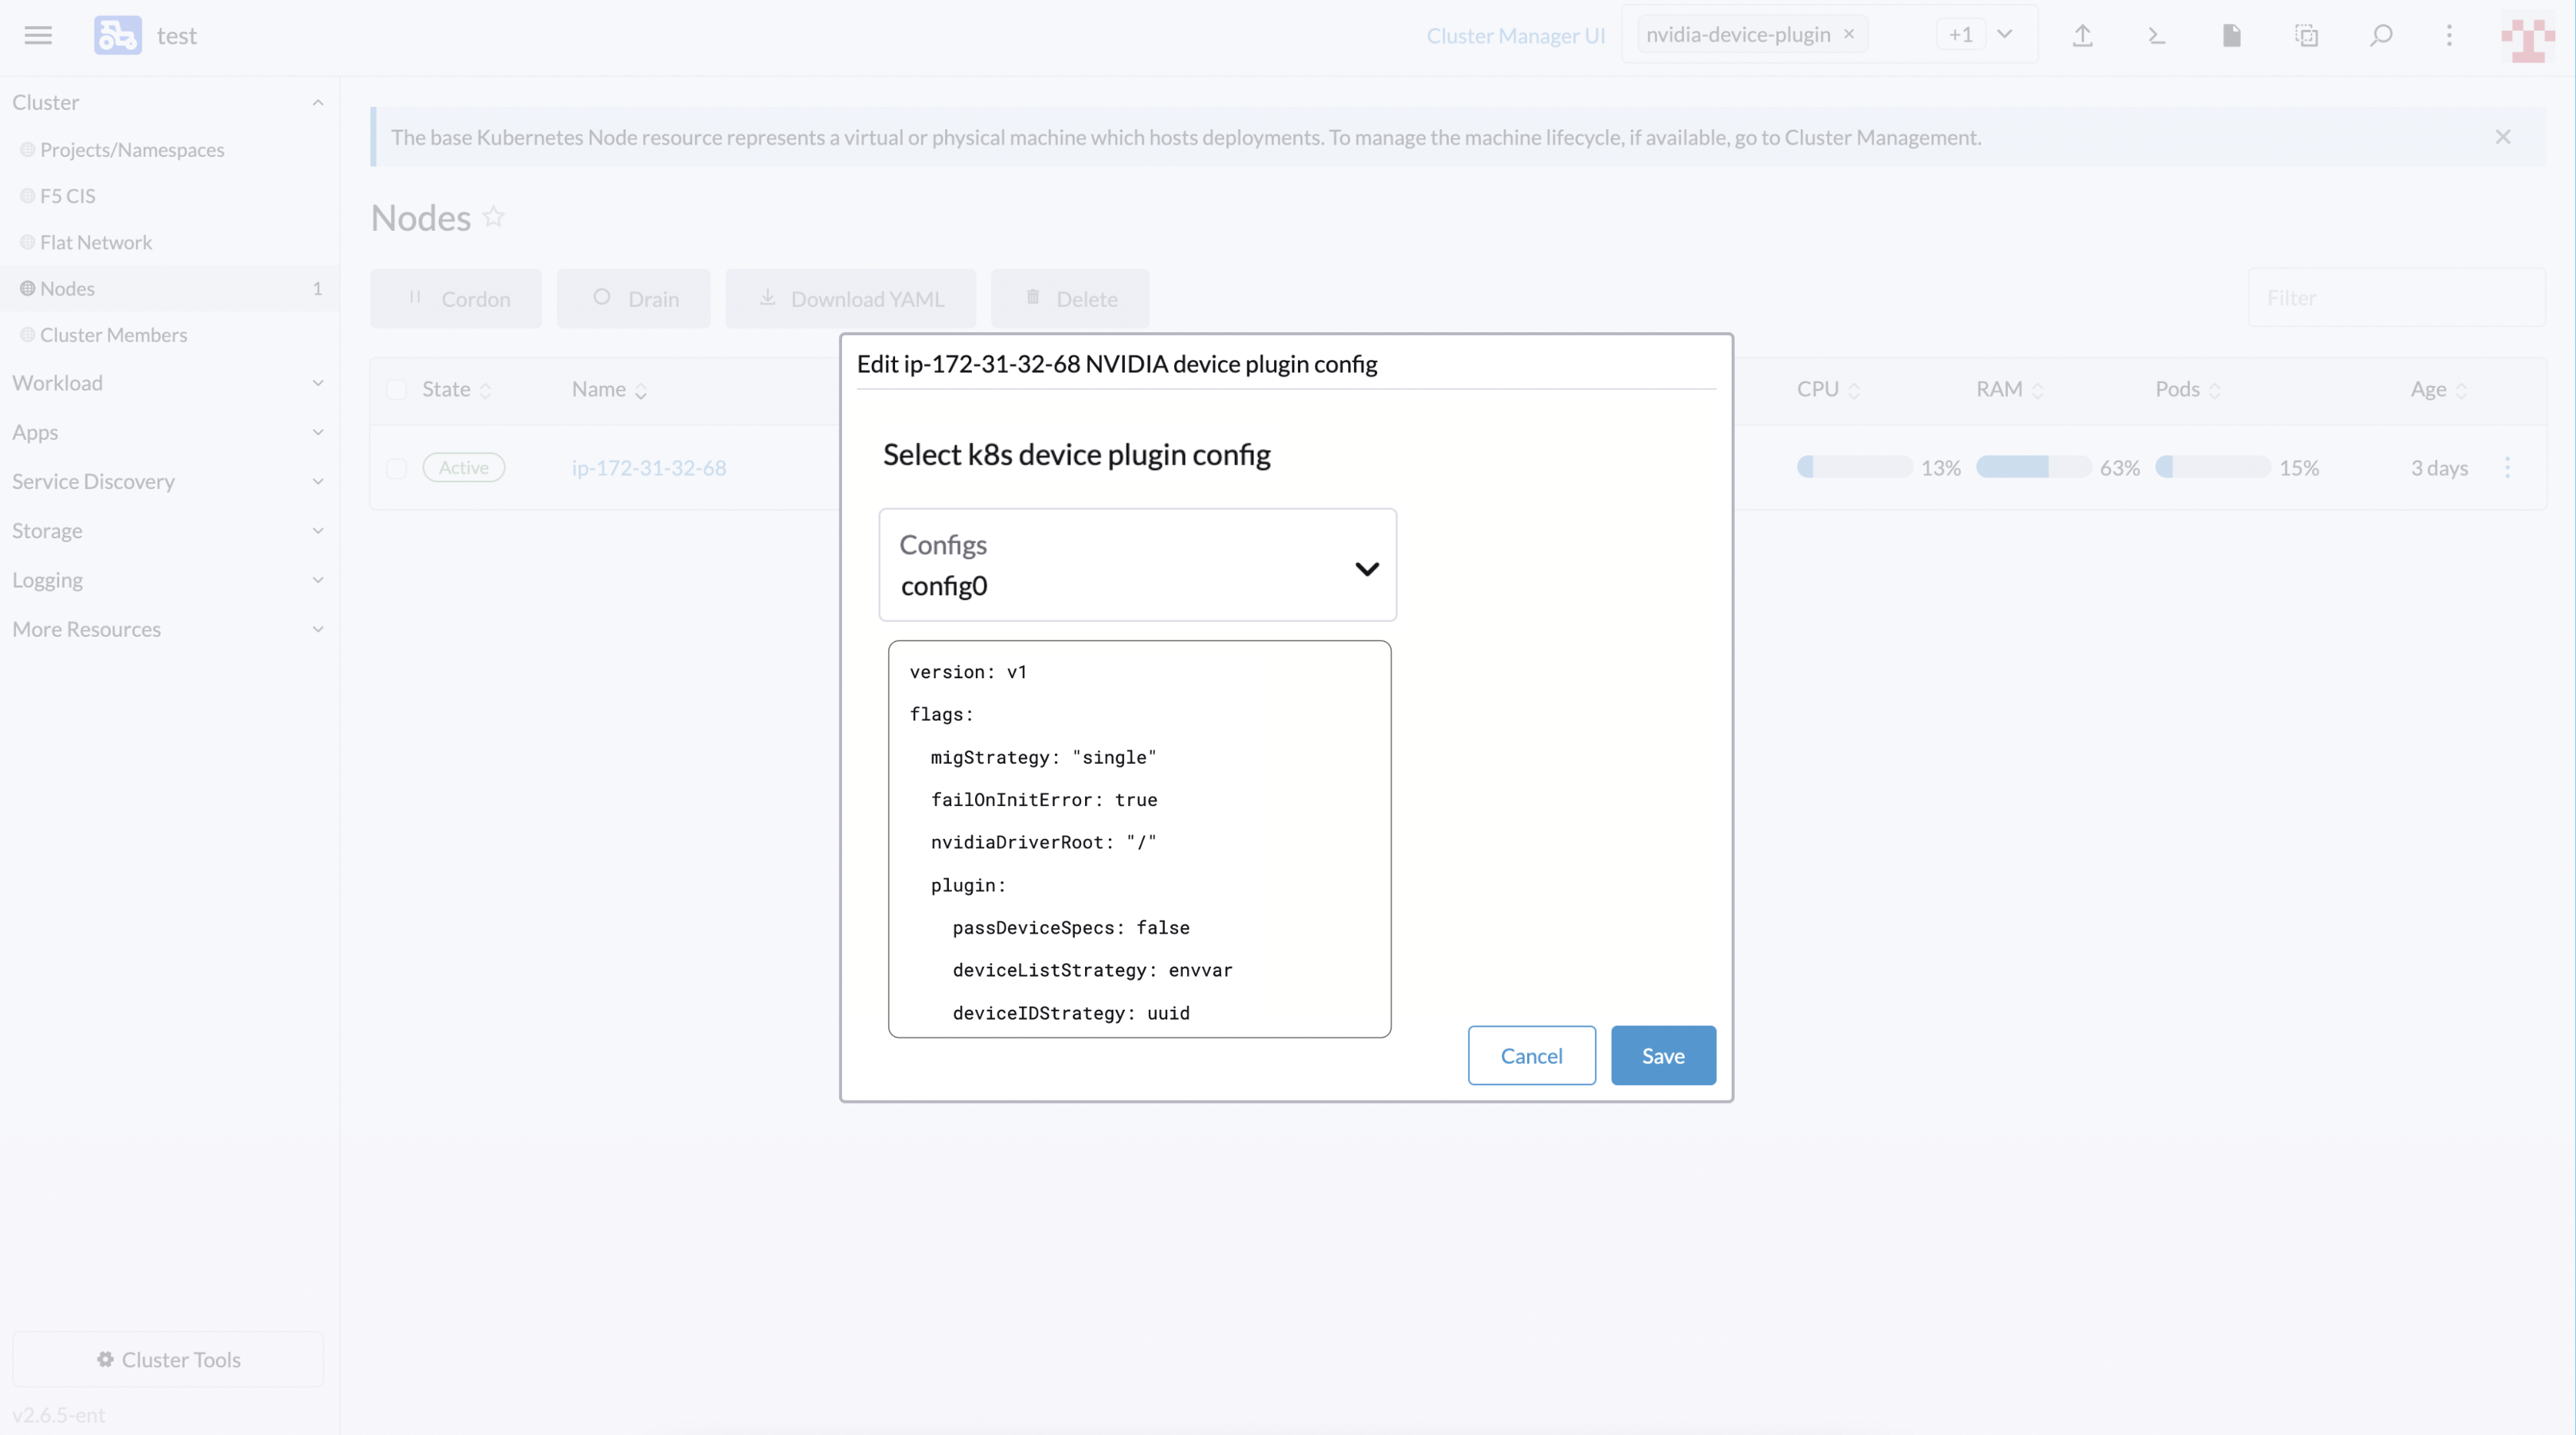 test
Cluster Manager UI
nvidia-device-plugin ×
+1
Cluster
Projects/Namespaces
F5 CIS
Flat Network
Nodes 1
Cluster Members
Workload
Apps
Service Discovery
Storage
Logging
More Resources
Cluster Tools
v2.6.5-ent
The base Kubernetes Node resource represents a virtual or physical machine which hosts deployments. To manage the machine lifecycle, if available, go to Cluster Management.
Nodes
Cordon Drain Download YAML Delete
Filter
State Name CPU RAM Pods Age
Active ip-172-31-32-68 13% 63% 15% 3 days
Edit ip-172-31-32-68 NVIDIA device plugin config
Select k8s device plugin config
Configs
config0
version: v1
flags:
migStrategy: "single"
failOnInitError: true
nvidiaDriverRoot: "/"
plugin:
passDeviceSpecs: false
deviceListStrategy: envvar
deviceIDStrategy: uuid
Cancel Save